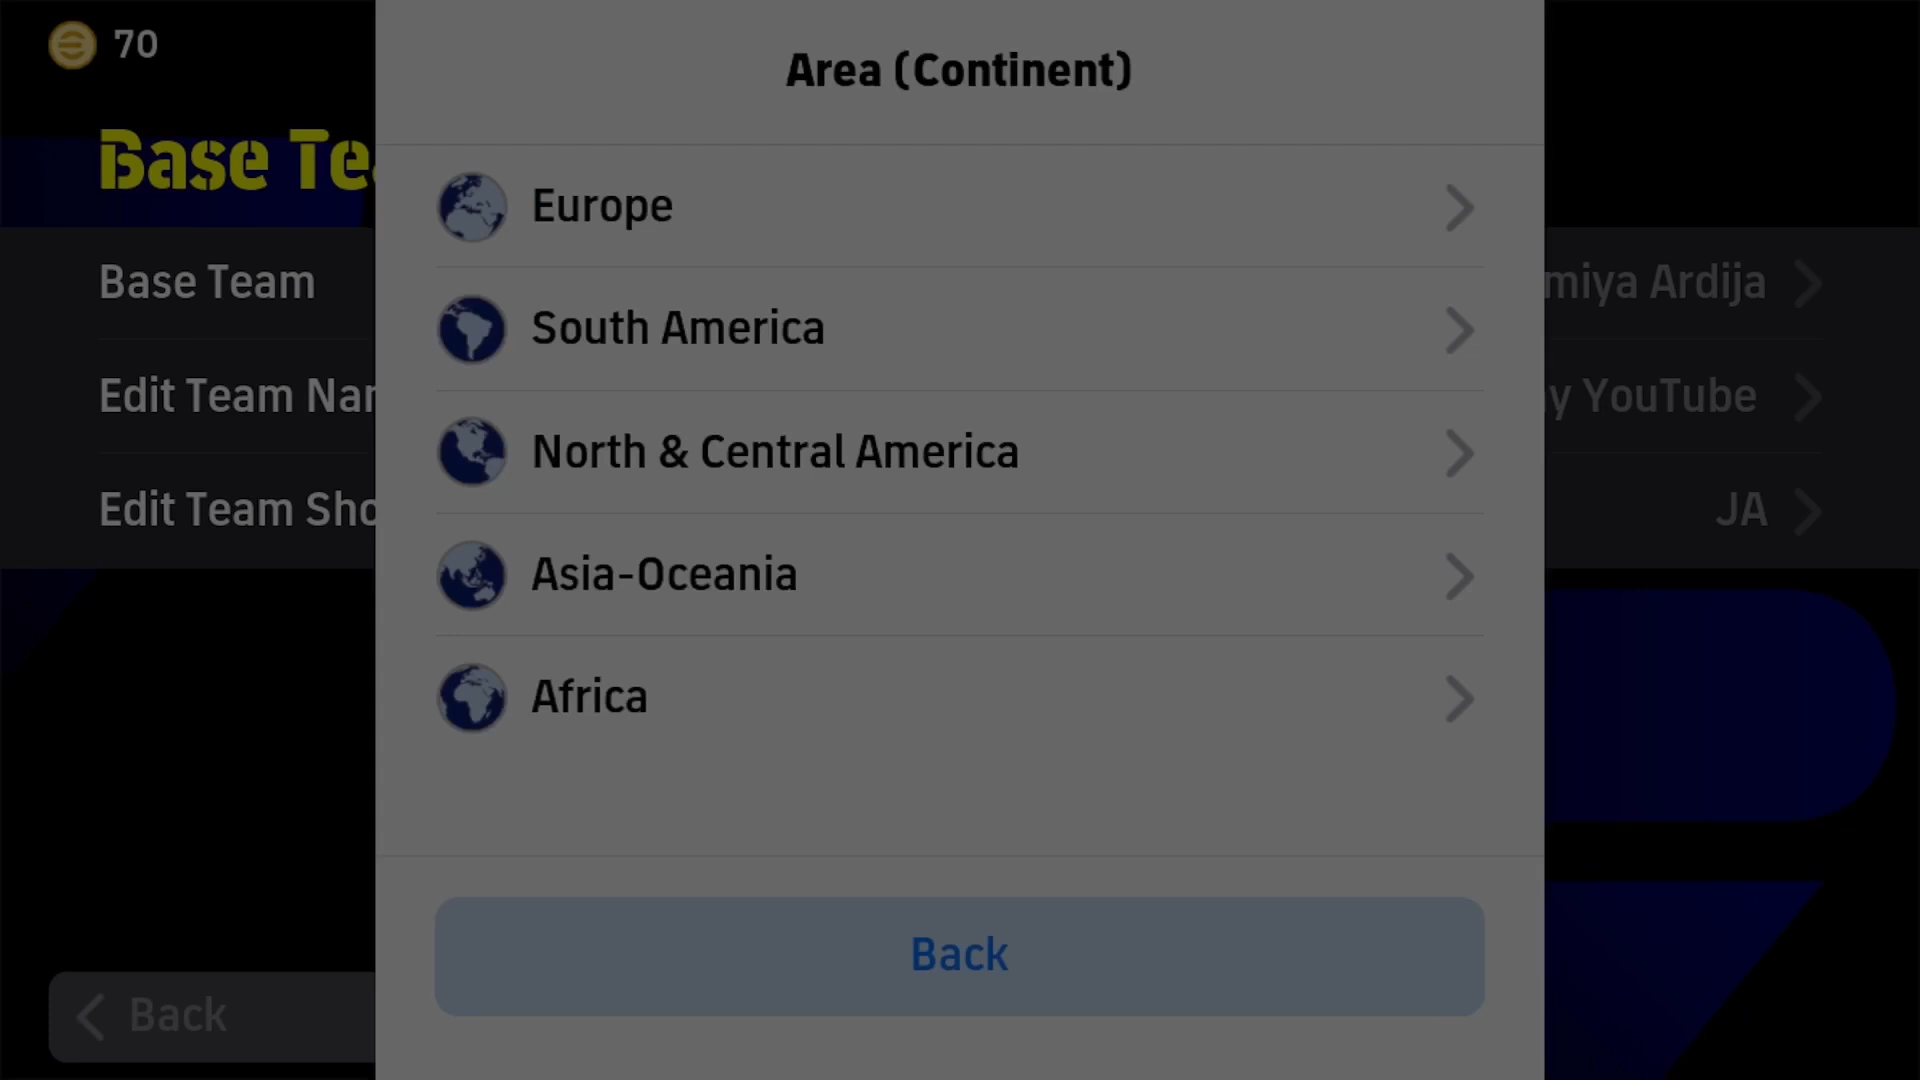 70
Area (Continent)
Base Te
Europe
Base Team
miya Ardija
South America
Edit Team Nar
y YouTube
North & Central America
Edit Team Sho
JA
Asia-Oceania
Africa
Back
Back